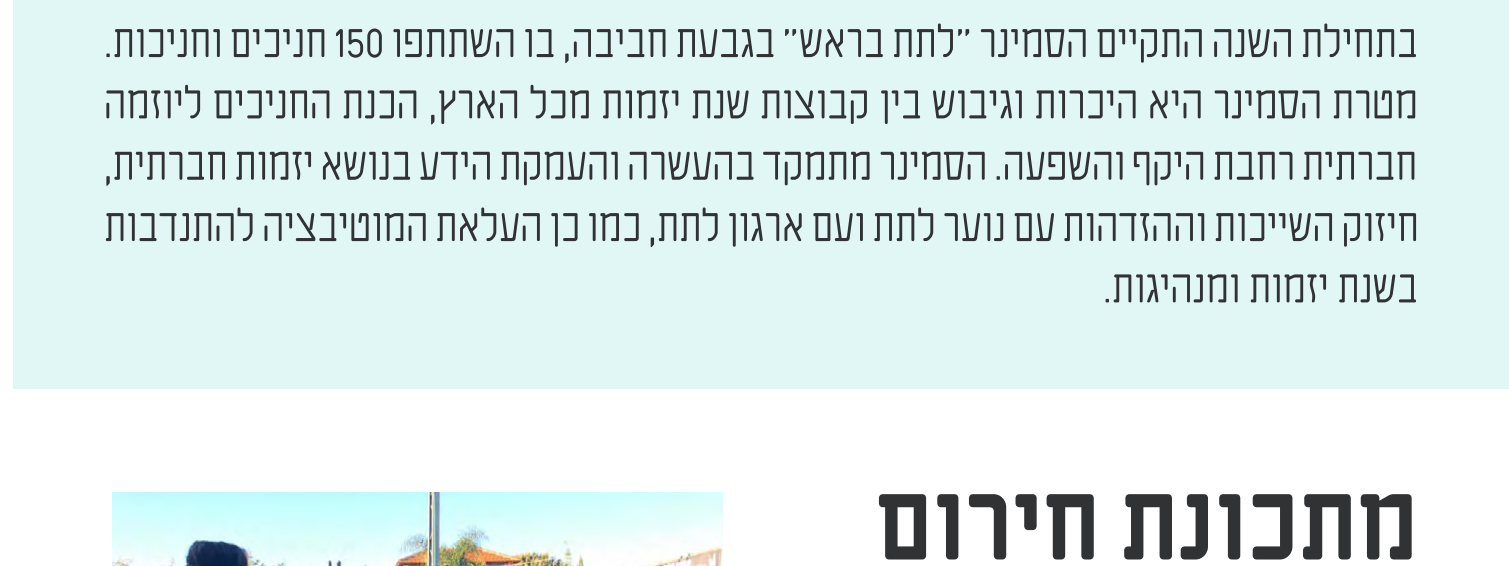 בתחילת השנה התקיים הסמינר ״לתת בראש״ בגבעת חביבה, בו השתתפו 150 חניכים וחניכות.
מטרת הסמינר היא היכרות וגיבוש בין קבוצות שנת יזמות מכל הארץ, הכנת החניכים ליוזמה
חברתית רחבת היקף והשפעה. הסמינר מתמקד בהעשרה והעמקת הידע בנושא יזמות חברתית,
חיזוק השייכות וההזדהות עם נוער לתת ועם ארגון לתת, כמו כן העלאת המוטיבציה להתנדבות
בשנת יזמות ומנהיגות.
מתכונת חירום